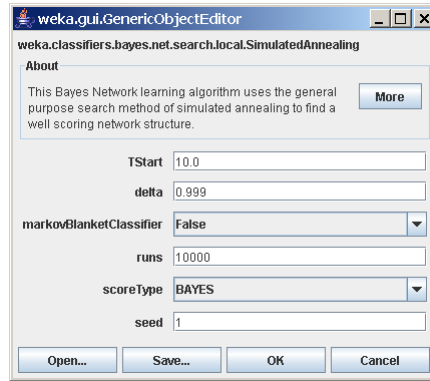 weka.gui.GenericObjectEditor
weka.classifiers.bayes.net.search.local.SimulatedAnnealing
About
This Bayes Network learning algorithm uses the general
purpose search method of simulated annealing to find a
well scoring network structure.
More
TStart 10.0
delta 0.999
markovBlanketClassifier False
runs 10000
scoreType BAYES
seed 1
Open... Save... OK Cancel